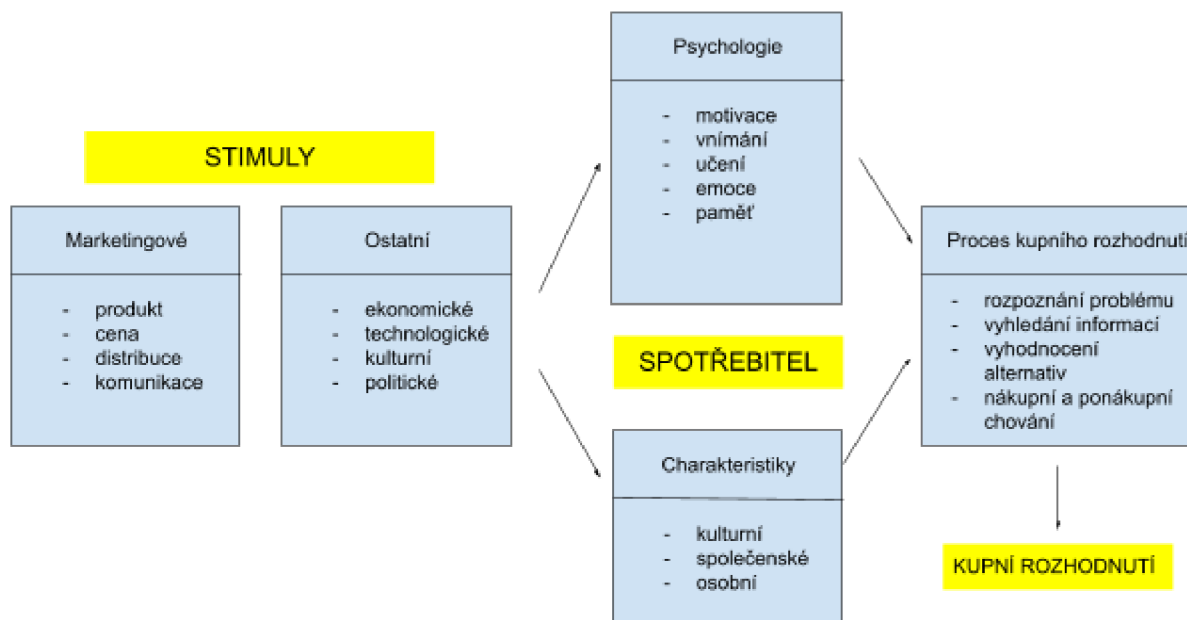 STIMULY
Marketingové
- produkt
- cena
- distribuce
- komunikace
Ostatní
- ekonomické
- technologické
- kulturní
- politické
Psychologie
- motivace
- vnímání
- učení
- emoce
- paměť
SPOTŘEBITEL
Charakteristiky
- kulturní
- společenské
- osobní
Proces kupního rozhodnutí
- rozpoznání problému
- vyhledání informací
- vyhodnocení
alternativ
- nákupní a ponákupní
chování
KUPNÍ ROZHODNUTÍ